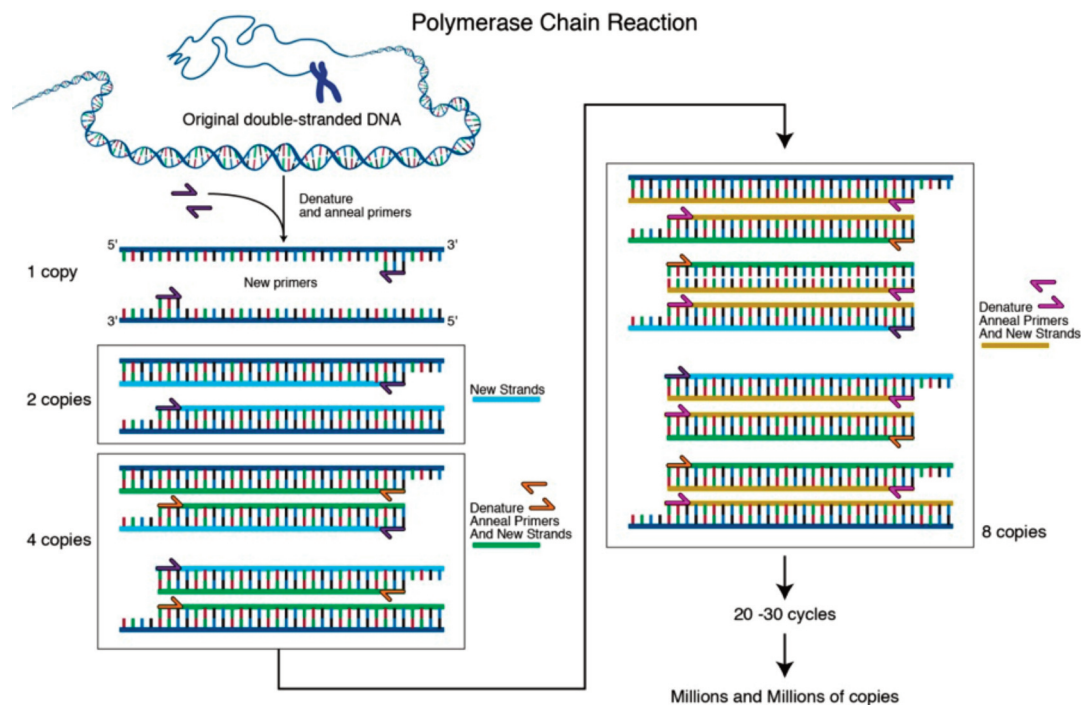 Polymerase Chain Reaction
Original double-stranded DNA
Denature
and anneal primers
5'
3'
1 copy
New primers
3'
5'
2 copies
New Strands
4 copies
Denature
Anneal Primers
And New Strands
Denature
Anneal Primers
And New Strands
8 copies
20 -30 cycles
Millions and Millions of copies